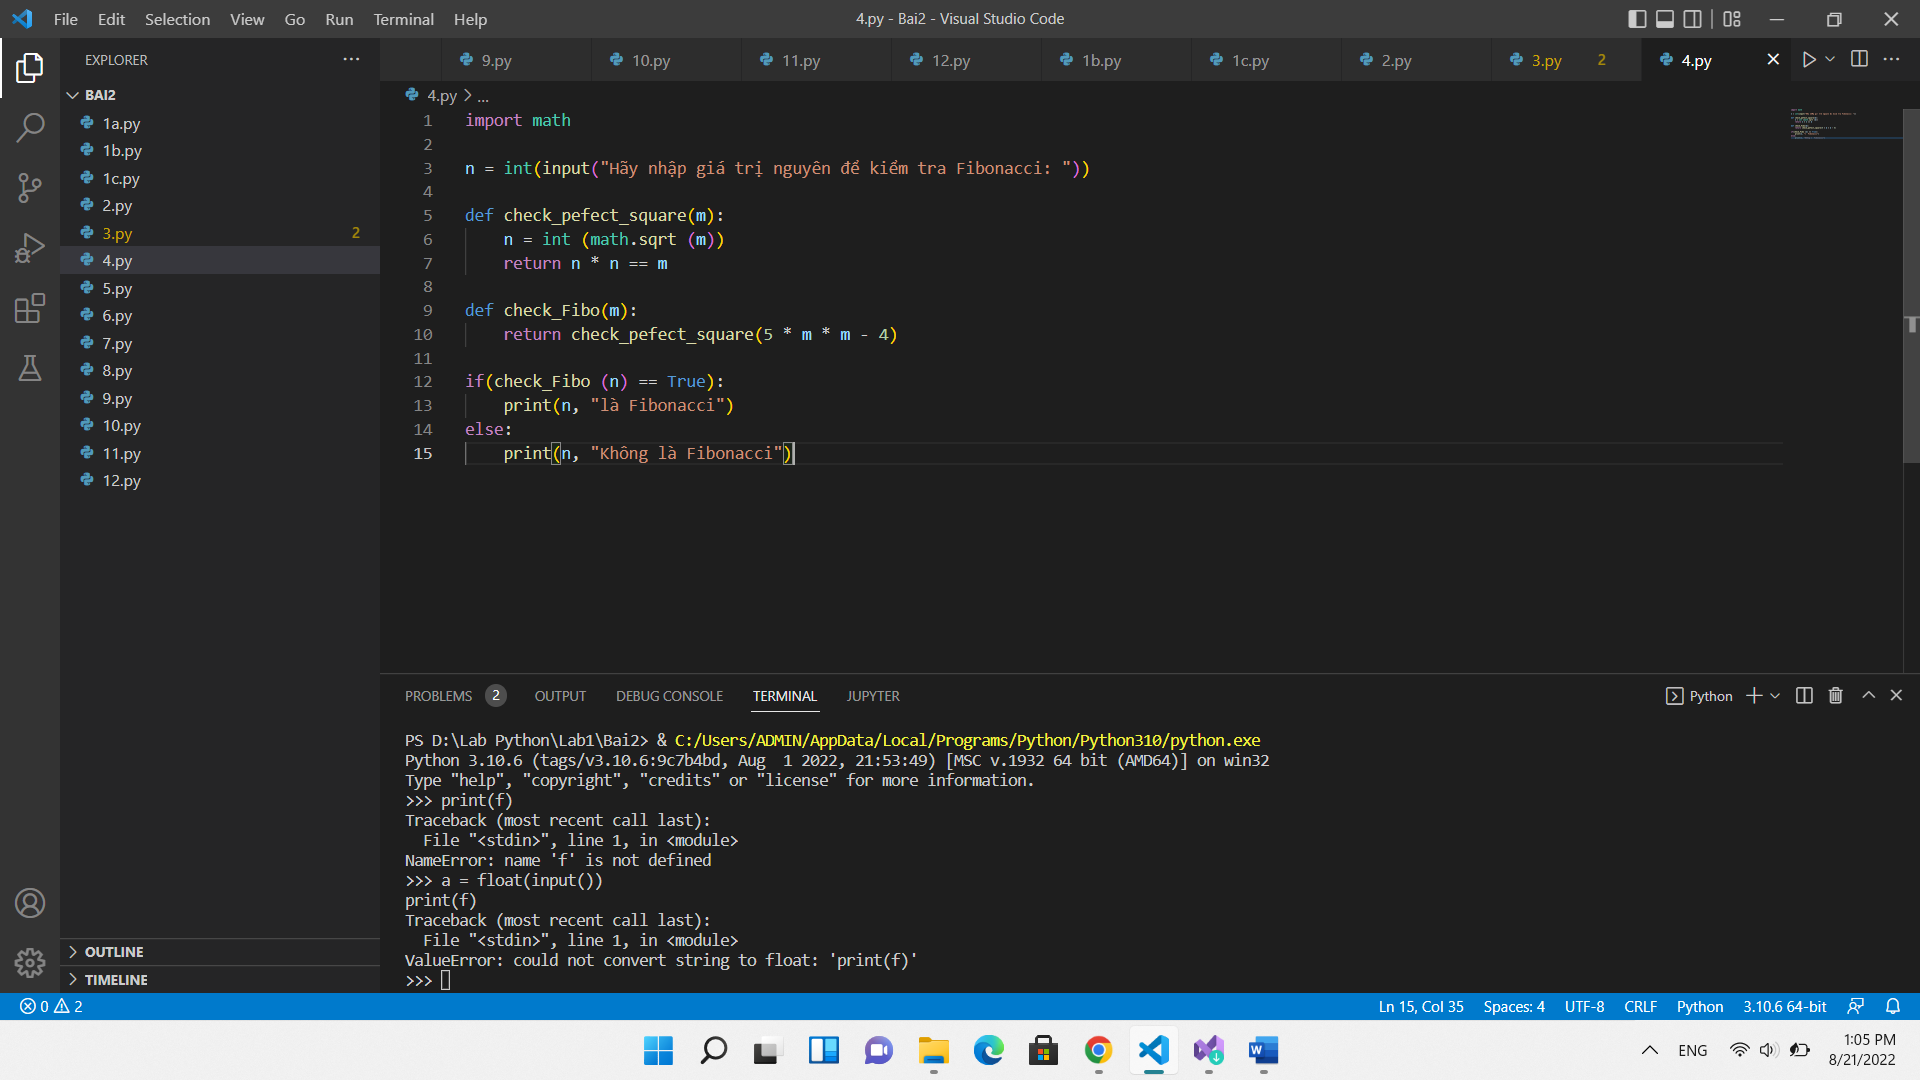 File Edit Selection View Go Run Terminal Help
4.py - Bai2 - Visual Studio Code
EXPLORER
BAI2
1a.py
1b.py
1c.py
2.py
3.py 2
4.py
5.py
6.py
7.py
8.py
9.py
10.py
11.py
12.py
OUTLINE
TIMELINE
9.py 10.py 11.py 12.py 1b.py 1c.py 2.py 3.py 2 4.py
4.py > ...
1 import math
2
3 n = int(input("Hãy nhập giá trị nguyên để kiểm tra Fibonacci: "))
4
5 def check_pefect_square(m):
6     n = int (math.sqrt (m))
7     return n * n == m
8
9 def check_Fibo(m):
10     return check_pefect_square(5 * m * m - 4)
11
12 if(check_Fibo (n) == True):
13     print(n, "là Fibonacci")
14 else:
15     print(n, "Không là Fibonacci")
PROBLEMS 2 OUTPUT DEBUG CONSOLE TERMINAL JUPYTER
Python
PS D:\Lab Python\Lab1\Bai2> & C:/Users/ADMIN/AppData/Local/Programs/Python/Python310/python.exe
Python 3.10.6 (tags/v3.10.6:9c7b4bd, Aug  1 2022, 21:53:49) [MSC v.1932 64 bit (AMD64)] on win32
Type "help", "copyright", "credits" or "license" for more information.
>>> print(f)
Traceback (most recent call last):
  File "<stdin>", line 1, in <module>
NameError: name 'f' is not defined
>>> a = float(input())
print(f)
Traceback (most recent call last):
  File "<stdin>", line 1, in <module>
ValueError: could not convert string to float: 'print(f)'
>>>
0 2
Ln 15, Col 35 Spaces: 4 UTF-8 CRLF Python 3.10.6 64-bit
ENG
1:05 PM
8/21/2022